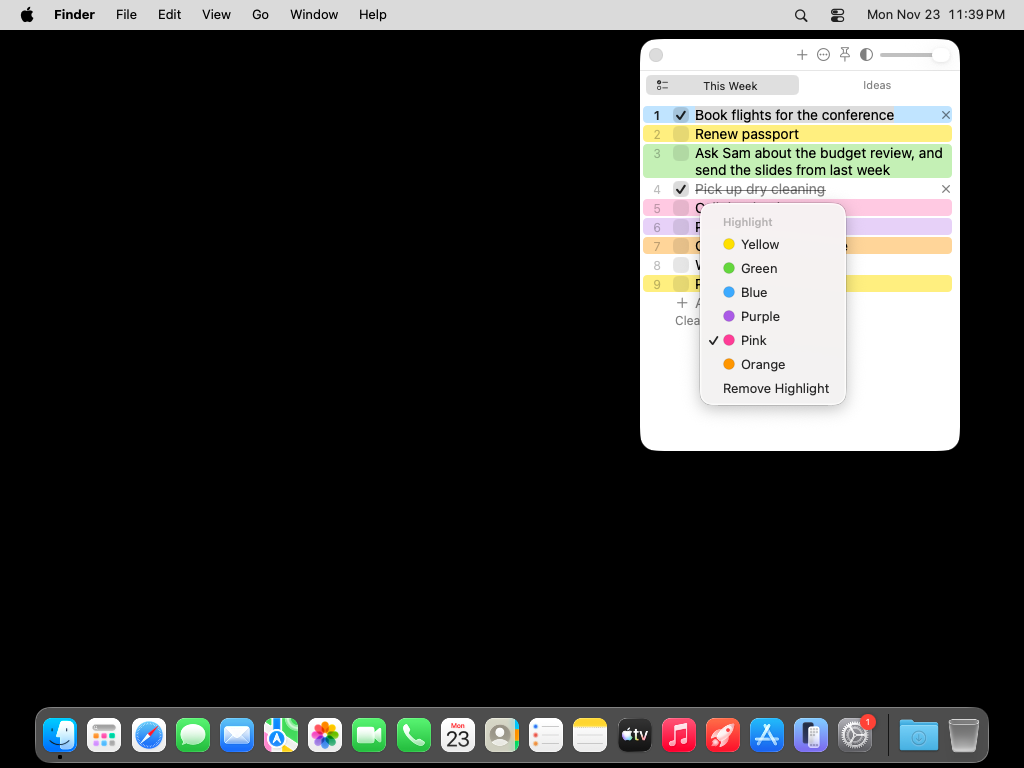 Finder File Edit View Go Window Help Mon Nov 23 11:39 PM
This Week Ideas
1 Book flights for the conference
2 Renew passport
3 Ask Sam about the budget review, and
send the slides from last week
4 Pick up dry cleaning
5
6
7
8
9
Highlight
Yellow
Green
Blue
Purple
Pink
Orange
Remove Highlight
Mon
23
tv
1